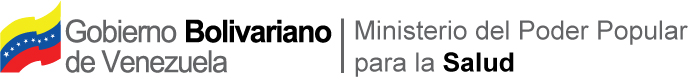 Gobierno Bolivariano
de Venezuela
Ministerio del Poder Popular
para la Salud